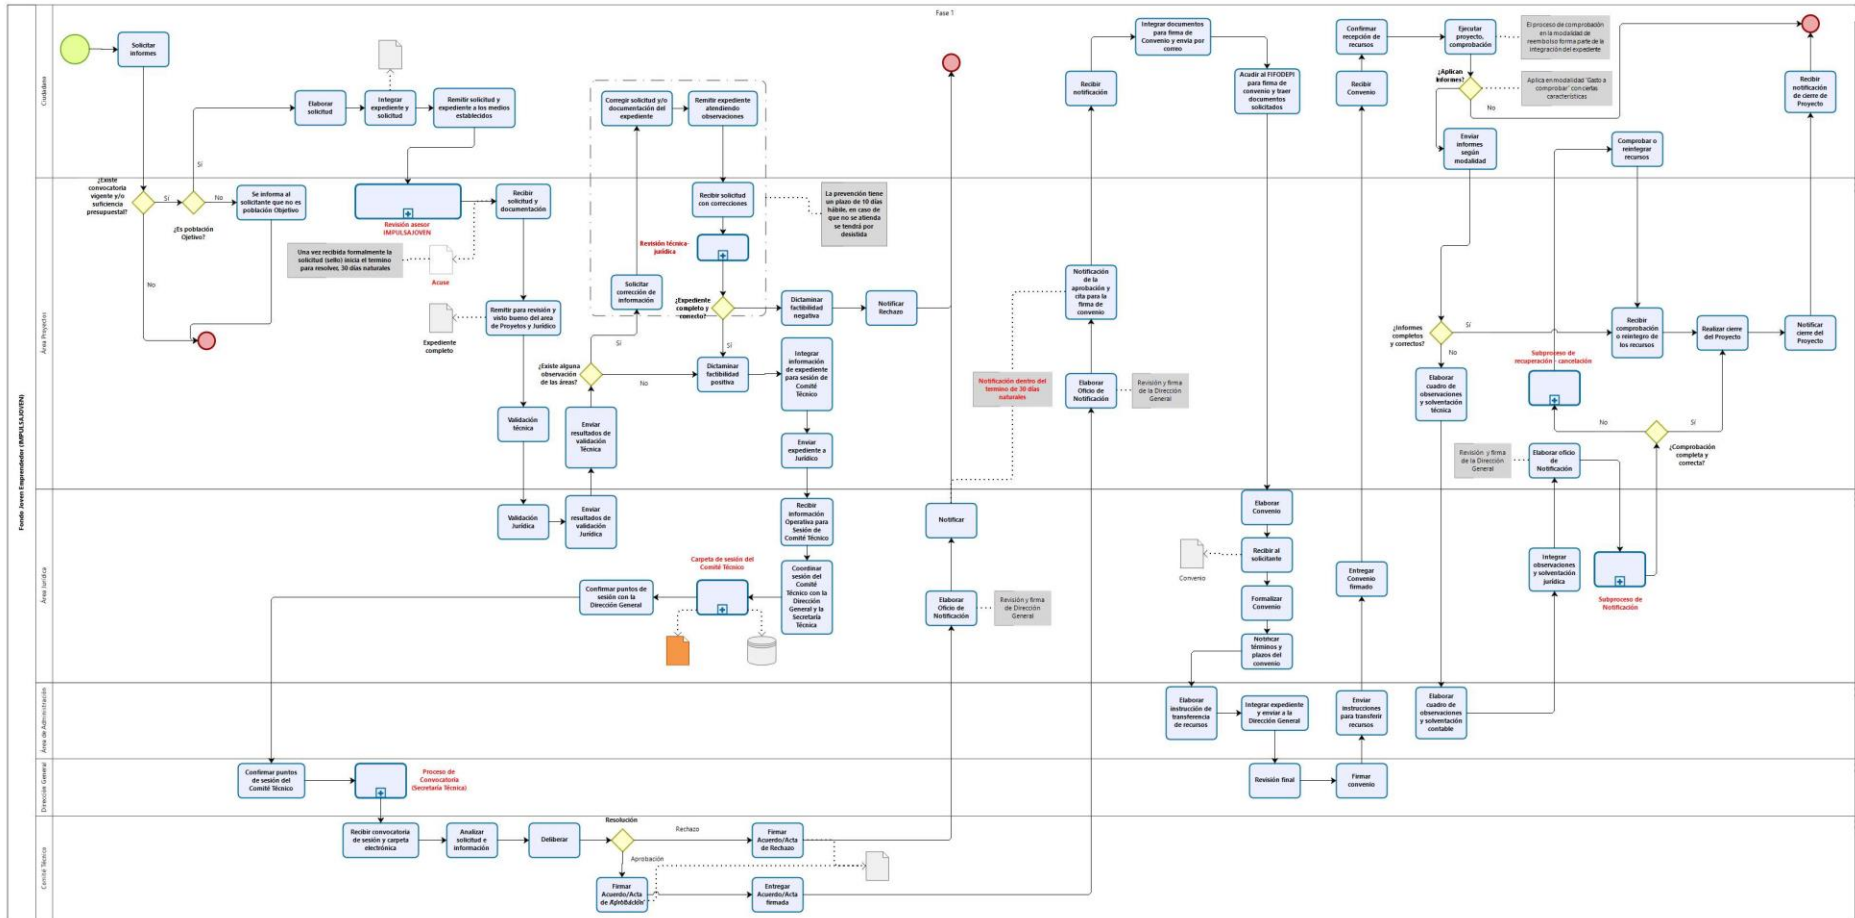 Fase 1
Fondo Joven Emprendedor (IMPULSAJOVEN)
Ciudadano
Solicitar
informes
Elaborar
solicitud
Integrar
expediente y
solicitud
Remitir solicitud y
expediente a los medios
establecidos
Corregir solicitud y/o
documentación del
expediente
Remitir expediente
atendiendo
observaciones
Recibir
notificación
Integrar documentos
para firma de
Convenio y envía por
correo
Acudir al FIFODEPI
para firma de
convenio y traer
documentos
solicitados
Confirmar
recepción de
recursos
Recibir
Convenio
Ejecutar
proyecto,
comprobación
El proceso de comprobación
en la modalidad de
reembolso forma parte de la
integración del expediente
¿Aplican
Informes?
Aplica en modalidad "Gasto a
comprobar" con ciertas
características
No
Enviar
informes
según
modalidad
Comprobar o
reintegrar
recursos
Recibir
notificación
de cierre de
Proyecto
Área Proyectos
¿Existe
convocatoria
vigente y/o
suficiencia
presupuestal?
Sí
Sí
No
No
¿Es población
Ojetivo?
Se informa al
solicitante que no es
población Objetivo
Revisión asesor
IMPULSAJOVEN
Recibir
solicitud y
documentación
Una vez recibida formalmente la
solicitud (sello) inicia el termino
para resolver, 30 días naturales
Acuse
Remitir para revisión y
visto bueno del area
de Proyetos y Jurídico
Expediente
completo
Validación
técnica
Enviar
resultados de
validación
Técnica
¿Existe alguna
observación
de las áreas?
Sí
No
Solicitar
corrección de
información
Recibir solicitud
con correcciones
Revisión técnica-
jurídica
La prevención tiene
un plazo de 10 días
hábile, en caso de
que no se atienda
se tendrá por
desistida
¿Expediente
completo y
correcto?
Sí
Dictaminar
factibilidad
negativa
Notificar
Rechazo
Dictaminar
factibilidad
positiva
Integrar
información
de expediente
para sesión de
Comité
Técnico
Enviar
expediente a
Jurídico
Notificación
de la
aprobación y
cita para la
firma de
convenio
Notificación dentro del
termino de 30 días
naturales
Elaborar
Oficio de
Notificación
Revisión y firma
de la Dirección
General
¿Informes
completos
y correctos?
Sí
No
Elaborar
cuadro de
observaciones
y solventación
técnica
Subproceso de
recuperación - cancelación
Recibir
comprobación
o reintegro de
los recursos
Realizar cierre
del Proyecto
Notificar
cierre del
Proyecto
No
Sí
¿Comprobación
completa y
correcta?
Revisión y firma
de la Dirección
General
Elaborar oficio
de
Notificación
Área Jurídica
Validación
Jurídica
Enviar
resultados de
validación
Jurídica
Recibir
información
Operativa para
Sesión de
Comité Técnico
Coordinar
sesión del
Comité
Técnico con la
Dirección
General y la
Secretaría
Técnica
Carpeta de sesión del
Comité Técnico
Confirmar puntos de
sesión con la
Dirección General
Notificar
Elaborar
Oficio de
Notificación
Revisión y firma
de Dirección
General
Elaborar
Convenio
Recibir al
solicitante
Convenio
Formalizar
Convenio
Notificar
términos y
plazos del
convenio
Entregar
Convenio
firmado
Integrar
observaciones
y solventación
jurídica
Subproceso de
Notificación
Área de Administración
Elaborar
instrucción de
transferencia
de recursos
Integrar expediente
y enviar a la
Dirección General
Enviar
instrucciones
para transferir
recursos
Elaborar
cuadro de
observaciones
y solventación
contable
Dirección General
Confirmar puntos
de sesión del
Comité Técnico
Proceso de
Convocatoria
(Secretaría Técnica)
Revisión final
Firmar
convenio
Comité Técnico
Recibir convocatoria
de sesión y carpeta
electrónica
Analizar
solicitud e
información
Deliberar
Resolución
Rechazo
Aprobación
Firmar
Acuerdo/Acta
de Rechazo
Firmar
Acuerdo/Acta
de Aprobación
Entregar
Acuerdo/Acta
firmada